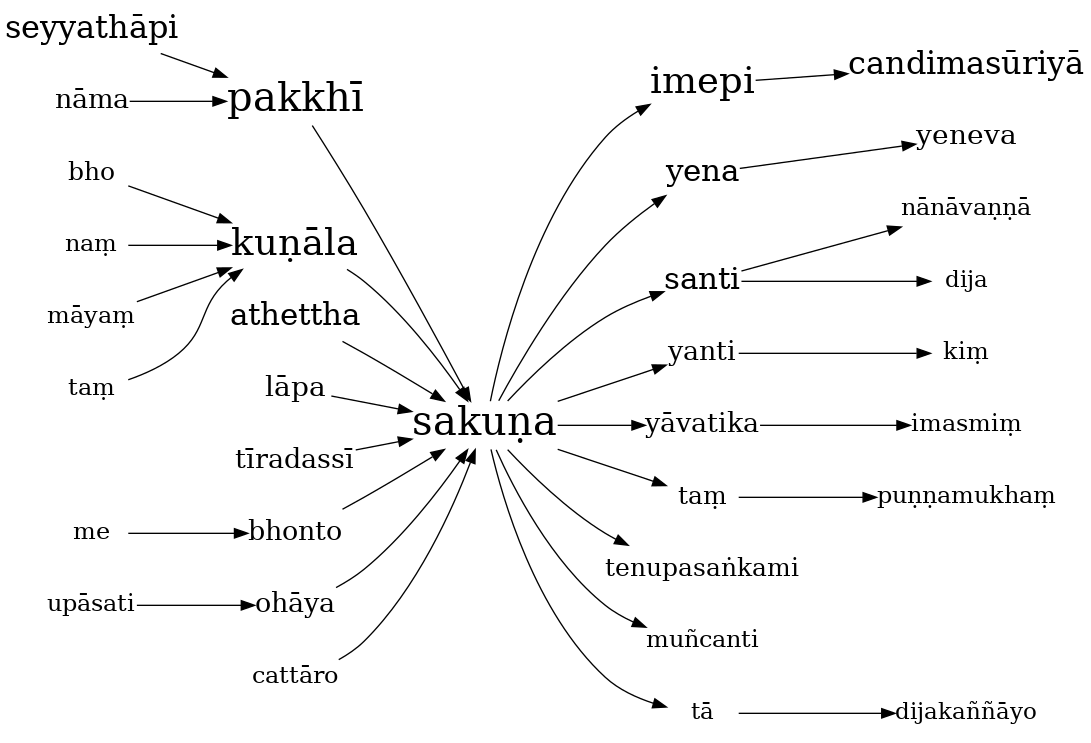 seyyathāpi
nāma
pakkhī
bho
naṃ
kuṇāla
māyaṃ
taṃ
athettha
lāpa
tīradassī
me
bhonto
upāsati
ohāya
cattāro
sakuṇa
imepi
candimasūriyā
yena
yeneva
santi
nānāvaṇṇā
dija
yanti
kiṃ
yāvatika
imasmiṃ
taṃ
puṇṇamukhaṃ
tenupasaṅkami
muñcanti
tā
dijakaññāyo